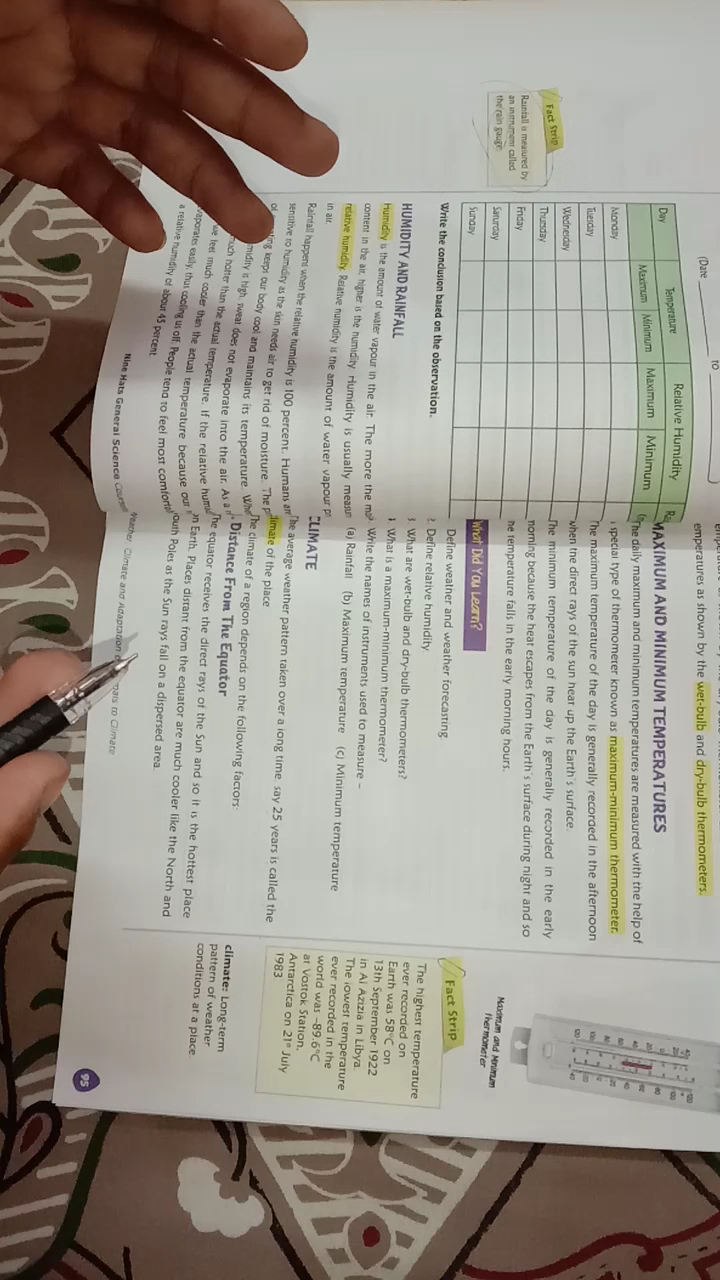 (Date
to
Day
Temperature
Relative Humidity
Maximum
Minimum
Maximum
Minimum
Monday
Tuesday
Wednesday
Thursday
Friday
Saturday
Sunday
Fact Strip
Rainfall is measured by
an instrument called
the rain gauge.
Write the conclusion based on the observation.
HUMIDITY AND RAINFALL
Humidity is the amount of water vapour in the air. The more the
content in the air, higher is the humidity. Humidity is usually
relative humidity. Relative humidity is the amount of water vapour
in air.
Rainfall happens when the relative humidity is 100 percent. Humans
sensitive to humidity as the skin needs air to get rid of moisture. The
keeps our body cool and maintains its temperature.
is high, sweat does not evaporate into the air. As a
much hotter than the actual temperature. If the relative
we feel much cooler than the actual temperature because our
evaporates easily, thus cooling us off. People tend to feel most
a relative humidity of about 45 percent.
Nine Hats General Science
temperatures as shown by the wet-bulb and dry-bulb thermometers.
MAXIMUM AND MINIMUM TEMPERATURES
The daily maximum and minimum temperatures are measured with the help of
special type of thermometer known as maximum-minimum thermometer.
The maximum temperature of the day is generally recorded in the afternoon
when the direct rays of the sun heat up the Earth's surface.
The minimum temperature of the day is generally recorded in the early
morning because the heat escapes from the Earth's surface during night and so
the temperature falls in the early morning hours.
Maximum and Minimum
thermometer
What Did You Learn?
Define weather and weather forecasting
2. Define relative humidity
3. What are wet-bulb and dry-bulb thermometers?
What is a maximum-minimum thermometer?
Write the names of instruments used to measure –
(a) Rainfall (b) Maximum temperature (c) Minimum temperature
Fact Strip
The highest temperature
ever recorded on
Earth was 58°C on
13th September 1922
in Al Azizia in Libya.
The lowest temperature
ever recorded in the
world was –89.6°C
at Vostok Station,
Antarctica on 21st July
1983
CLIMATE
The average weather pattern taken over a long time say 25 years is called the
climate of the place
The climate of a region depends on the following factors:
Distance From The Equator
The equator receives the direct rays of the Sun and so it is the hottest place
on Earth. Places distant from the equator are much cooler like the North and
South Poles as the Sun rays fall on a dispersed area.
climate: Long-term
pattern of weather
conditions at a place
Weather Climate and Adaptation to Climate
95